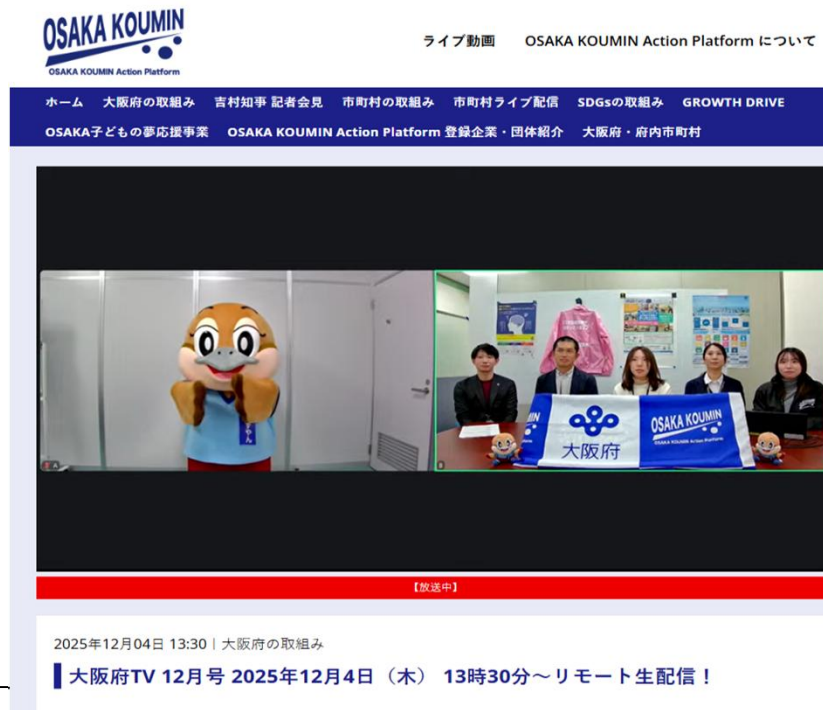 OSAKA KOUMIN
OSAKA KOUMIN Action Platform
ライブ動画 OSAKA KOUMIN Action Platform について
ホーム 大阪府の取組み 吉村知事 記者会見 市町村の取組み 市町村ライブ配信 SDGsの取組み GROWTH DRIVE
OSAKA子どもの夢応援事業 OSAKA KOUMIN Action Platform 登録企業・団体紹介 大阪府・府内市町村
大阪府
OSAKA KOUMIN
【放送中】
2025年12月04日 13:30 | 大阪府の取組み
大阪府TV 12月号 2025年12月4日（木） 13時30分～リモート生配信！